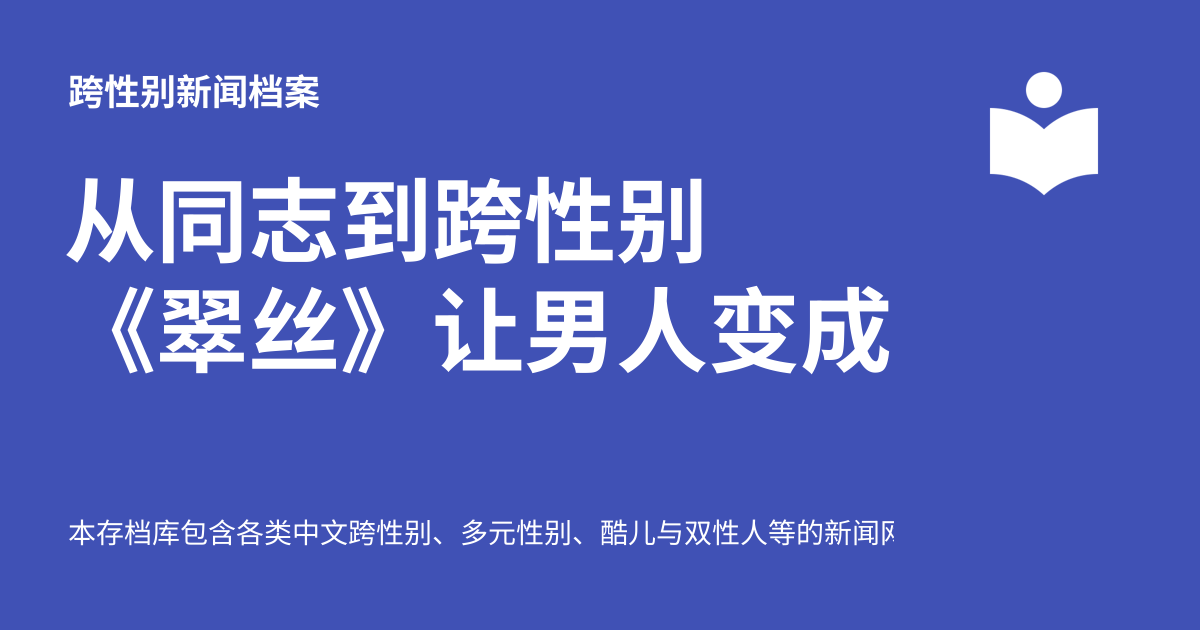 跨性别新闻档案
从同志到跨性别
《翠丝》让男人变成
本存档库包含各类中文跨性别、多元性别、酷儿与双性人等的新闻